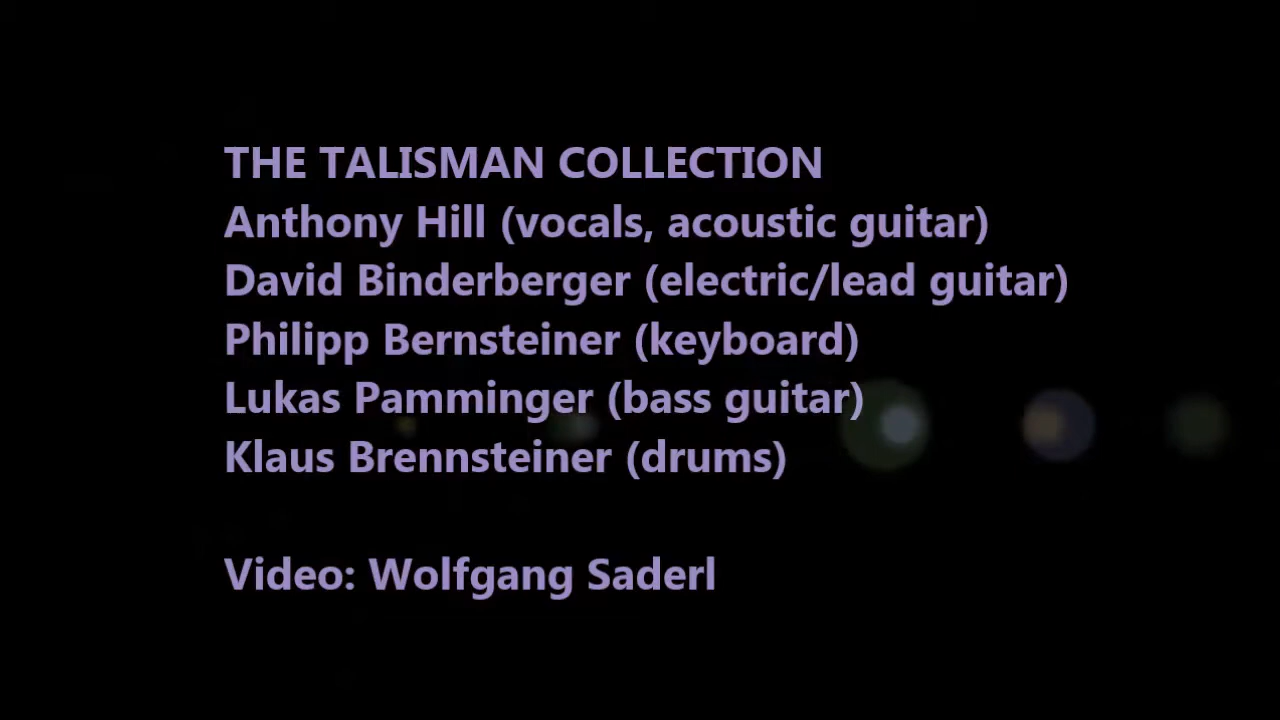 THE TALISMAN COLLECTION
Anthony Hill (vocals, acoustic guitar)
David Binderberger (electric/lead guitar)
Philipp Bernsteiner (keyboard)
Lukas Pamminger (bass guitar)
Klaus Brennsteiner (drums)
Video: Wolfgang Saderl